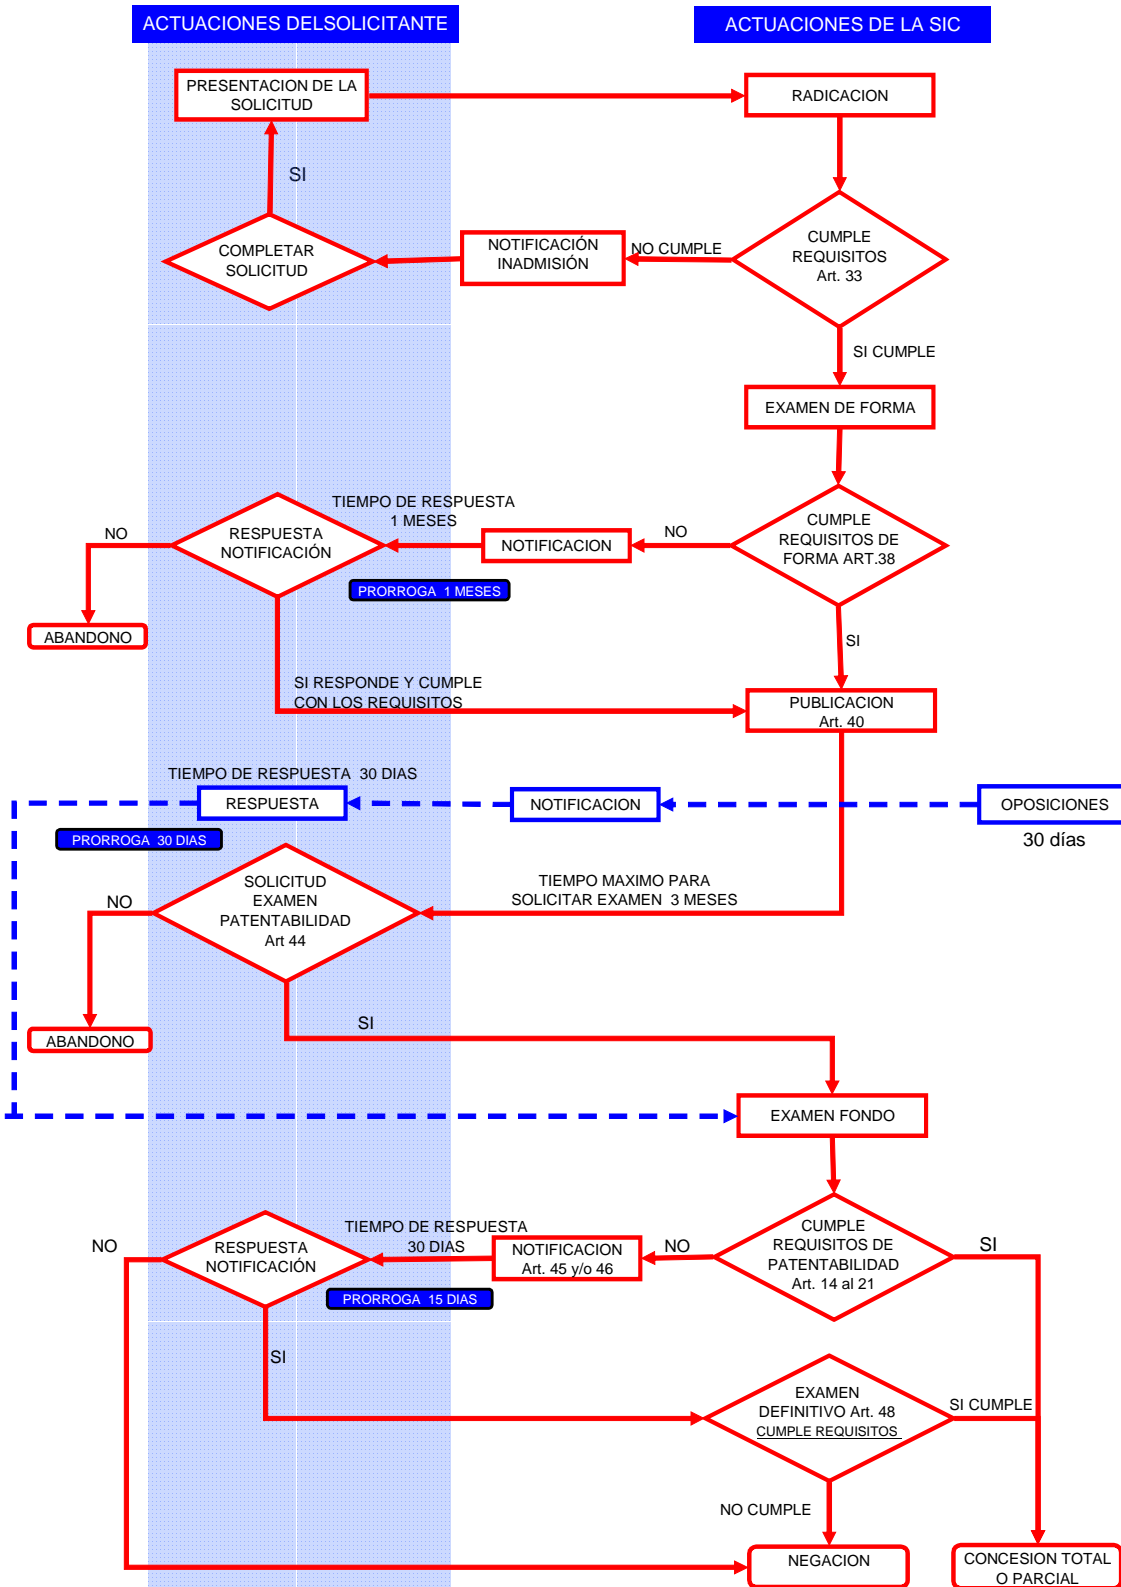 ACTUACIONES DELSOLICITANTE
ACTUACIONES DE LA SIC
PRESENTACION DE LA
SOLICITUD
RADICACION
SI
COMPLETAR
SOLICITUD
NOTIFICACIÓN
INADMISIÓN
NO CUMPLE
CUMPLE
REQUISITOS
Art. 33
SI CUMPLE
EXAMEN DE FORMA
TIEMPO DE RESPUESTA
1 MESES
NO
RESPUESTA
NOTIFICACIÓN
NOTIFICACION
NO
CUMPLE
REQUISITOS DE
FORMA ART.38
PRORROGA 1 MESES
ABANDONO
SI
SI RESPONDE Y CUMPLE
CON LOS REQUISITOS
PUBLICACION
Art. 40
TIEMPO DE RESPUESTA 30 DIAS
RESPUESTA
NOTIFICACION
OPOSICIONES
30 días
PRORROGA 30 DIAS
SOLICITUD
EXAMEN
PATENTABILIDAD
Art 44
NO
TIEMPO MAXIMO PARA
SOLICITAR EXAMEN 3 MESES
SI
ABANDONO
EXAMEN FONDO
TIEMPO DE RESPUESTA
30 DIAS
NO
RESPUESTA
NOTIFICACIÓN
NOTIFICACION
Art. 45 y/o 46
NO
CUMPLE
REQUISITOS DE
PATENTABILIDAD
Art. 14 al 21
SI
PRORROGA 15 DIAS
SI
EXAMEN
DEFINITIVO Art. 48
CUMPLE REQUISITOS
SI CUMPLE
NO CUMPLE
NEGACION
CONCESION TOTAL
O PARCIAL